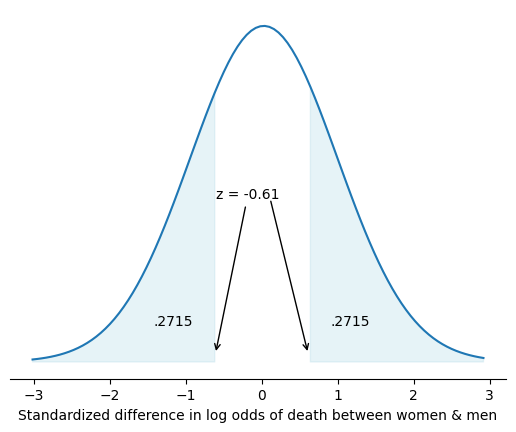 z = -0.61
.2715 .2715
−3 −2 −1 0 1 2 3
Standardized difference in log odds of death between women & men